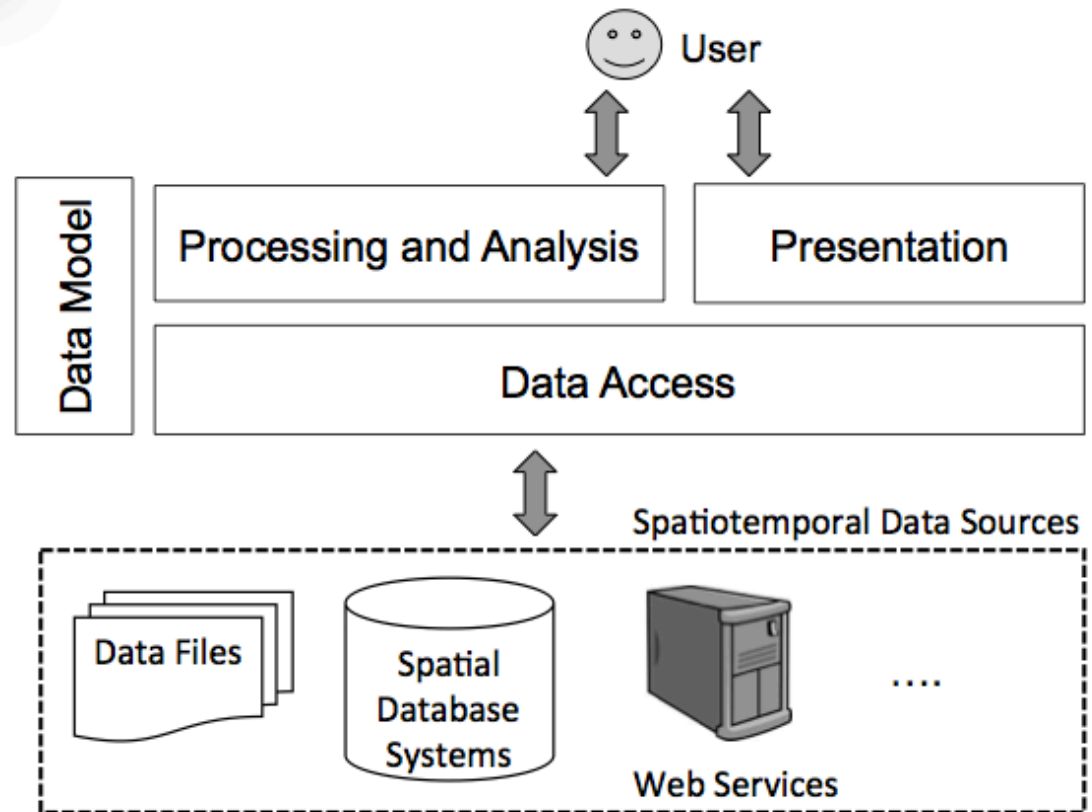 User
Data Model
Processing and Analysis
Presentation
Data Access
Spatiotemporal Data Sources
Data Files
Spatial
Database
Systems
Web Services
....